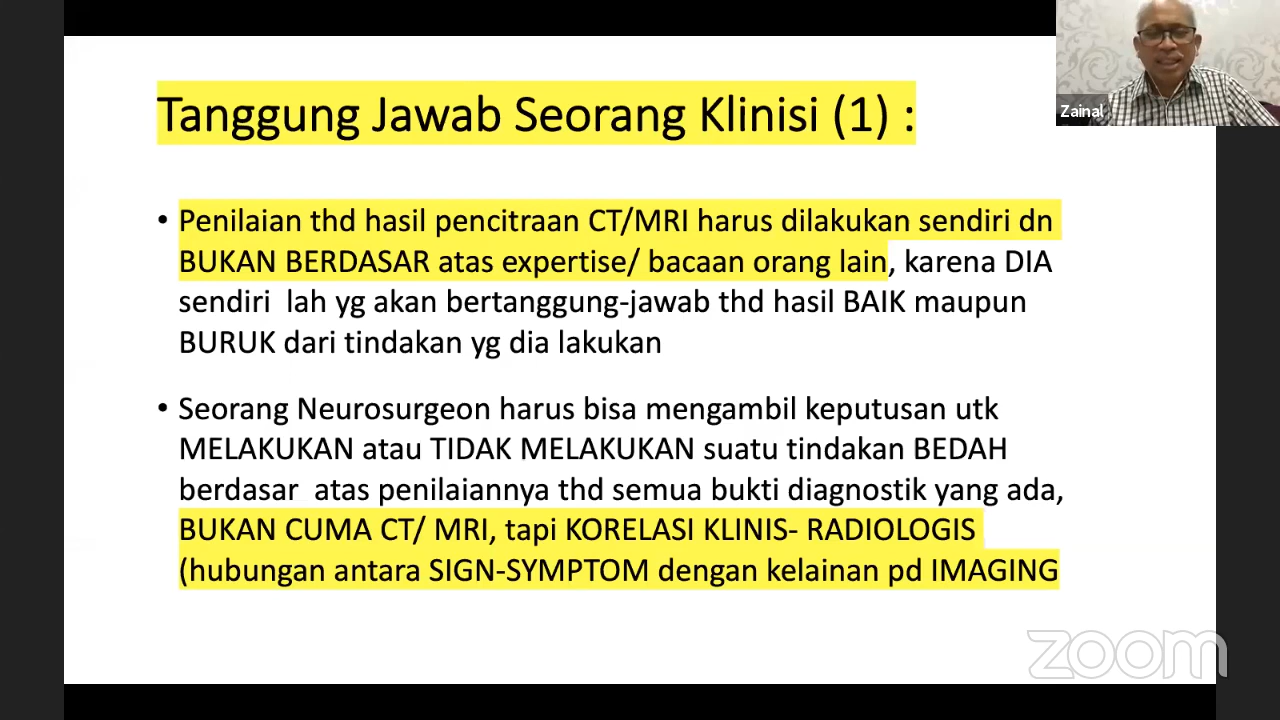 Tanggung Jawab Seorang Klinisi (1) :
Zainal
• Penilaian thd hasil pencitraan CT/MRI harus dilakukan sendiri dn
BUKAN BERDASAR atas expertise/ bacaan orang lain, karena DIA
sendiri lah yg akan bertanggung-jawab thd hasil BAIK maupun
BURUK dari tindakan yg dia lakukan
• Seorang Neurosurgeon harus bisa mengambil keputusan utk
MELAKUKAN atau TIDAK MELAKUKAN suatu tindakan BEDAH
berdasar atas penilaiannya thd semua bukti diagnostik yang ada,
BUKAN CUMA CT/ MRI, tapi KORELASI KLINIS- RADIOLOGIS
(hubungan antara SIGN-SYMPTOM dengan kelainan pd IMAGING
zoom